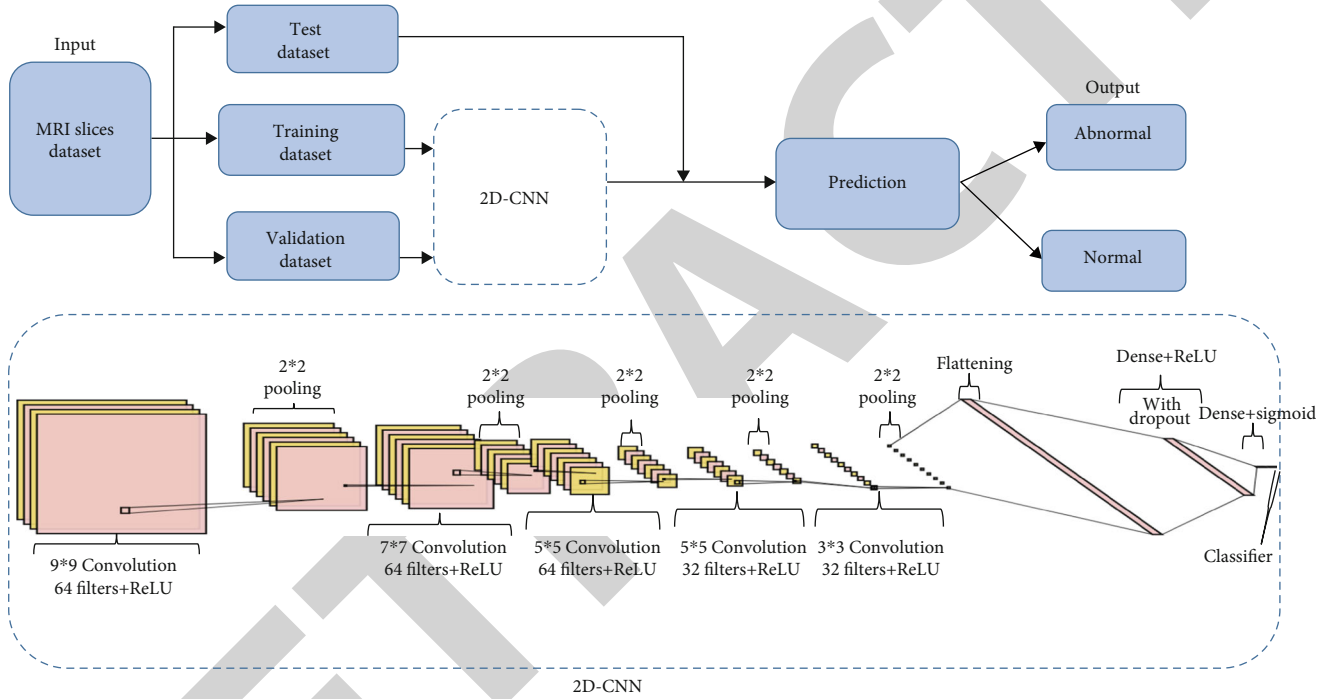 Input
MRI slices
dataset
Test
dataset
Training
dataset
Validation
dataset
2D-CNN
Prediction
Output
Abnormal
Normal
2*2
pooling
2*2
pooling
2*2
pooling
2*2
pooling
2*2
pooling
Flattening
Dense+ReLU
With
dropout
Dense+sigmoid
9*9 Convolution
64 filters+ReLU
7*7 Convolution
64 filters+ReLU
5*5 Convolution
64 filters+ReLU
5*5 Convolution
32 filters+ReLU
3*3 Convolution
32 filters+ReLU
Classifier
2D-CNN